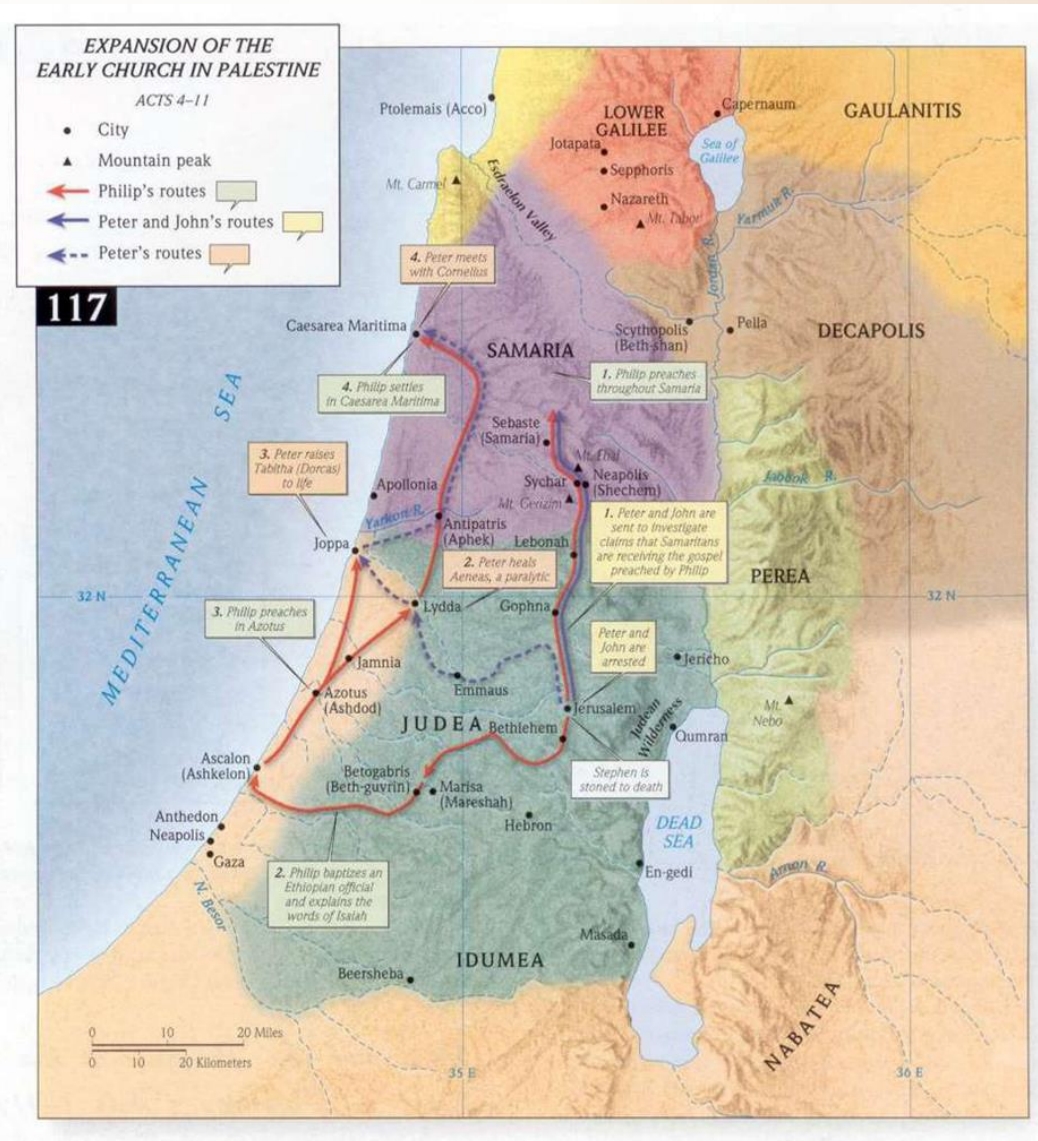 EXPANSION OF THE
EARLY CHURCH IN PALESTINE
ACTS 4–11
City
Mountain peak
Philip's routes
Peter and John's routes
Peter's routes
117
Ptolemais (Acco)
LOWER
GALILEE
Capernaum
GAULANITIS
Jotapata
Sea of
Galilee
Sepphoris
Mt. Carmel
Esdraelon Valley
Nazareth
Mt. Tabor
Yarmuk R.
Jordan R.
4. Peter meets
with Cornelius
Caesarea Maritima
Scythopolis
(Beth-shan)
Pella
DECAPOLIS
SAMARIA
4. Philip settles
in Caesarea Maritima
1. Philip preaches
throughout Samaria
MEDITERRANEAN SEA
Sebaste
(Samaria)
Mt. Ebal
3. Peter raises
Tabitha (Dorcas)
to life
Sychar
Neapolis
(Shechem)
Jabbok R.
Apollonia
Mt. Gerizim
Yarkon R.
Antipatris
(Aphek)
1. Peter and John are
sent to investigate
claims that Samaritans
are receiving the gospel
preached by Philip
Joppa
Lebonah
2. Peter heals
Aeneas, a paralytic
PEREA
32 N
32 N
Lydda
Gophna
3. Philip preaches
in Azotus
Peter and
John are
arrested
Jamnia
Jericho
Emmaus
Azotus
(Ashdod)
Jerusalem
Mt.
Nebo
JUDEA
Bethlehem
Judean
Wilderness
Qumran
Ascalon
(Ashkelon)
Betogabris
(Beth-guvrin)
Marisa
(Mareshah)
Stephen is
stoned to death
Anthedon
Neapolis
Hebron
DEAD
SEA
Gaza
En-gedi
Arnon R.
2. Philip baptizes an
Ethiopian official
and explains the
words of Isaiah
N. Besor
Masada
IDUMEA
Beersheba
NABATEA
0 10 20 Miles
0 10 20 Kilometers
35 E
36 E